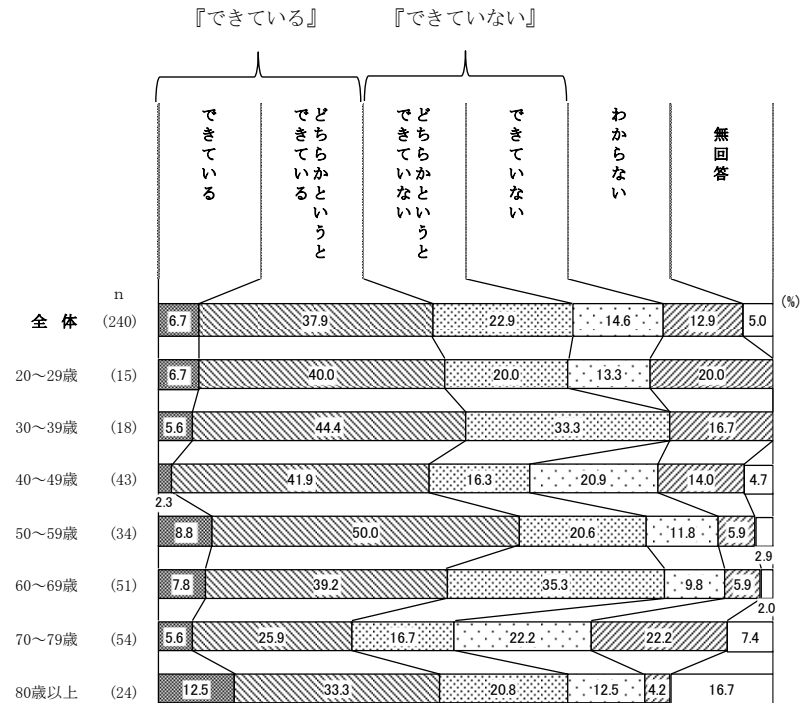 『できている』 『できていない』
できている
どちらかというと
できている
どちらかというと
できていない
できていない
わからない
無回答
n
(%)
全 体 (240) 6.7 37.9 22.9 14.6 12.9 5.0
20～29歳 (15) 6.7 40.0 20.0 13.3 20.0
30～39歳 (18) 5.6 44.4 33.3 16.7
40～49歳 (43) 41.9 16.3 20.9 14.0 4.7
2.3
50～59歳 (34) 8.8 50.0 20.6 11.8 5.9
2.9
60～69歳 (51) 7.8 39.2 35.3 9.8 5.9
2.0
70～79歳 (54) 5.6 25.9 16.7 22.2 22.2 7.4
80歳以上 (24) 12.5 33.3 20.8 12.5 4.2 16.7